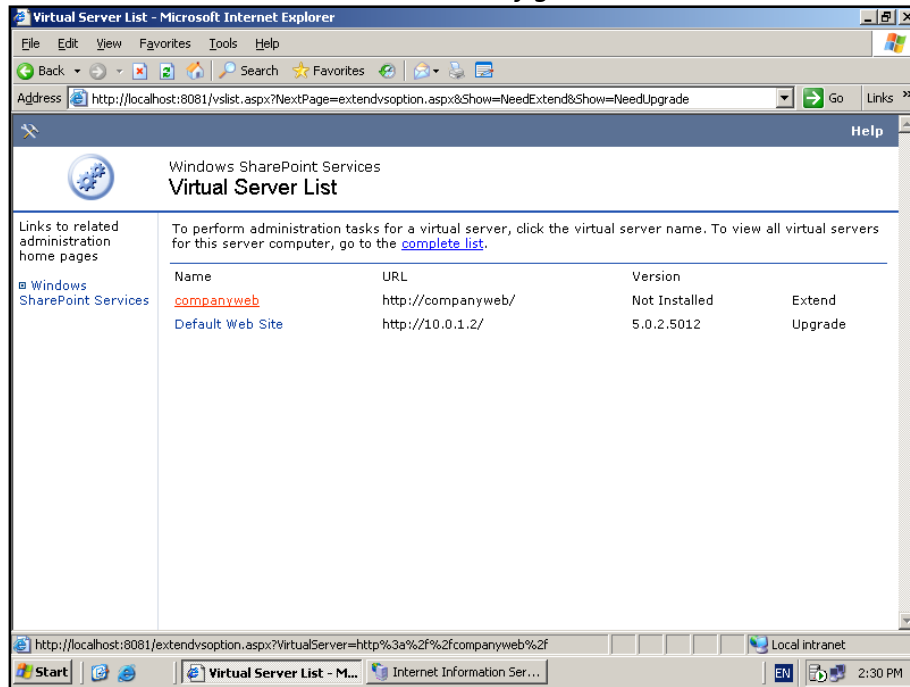 Virtual Server List - Microsoft Internet Explorer
File Edit View Favorites Tools Help
Back Search Favorites
Address http://localhost:8081/vslist.aspx?NextPage=extendvsoption.aspx&Show=NeedExtend&Show=NeedUpgrade Go Links »
Help
Windows SharePoint Services
Virtual Server List
Links to related
administration
home pages
Windows
SharePoint Services
To perform administration tasks for a virtual server, click the virtual server name. To view all virtual servers
for this server computer, go to the complete list.
Name URL Version
companyweb http://companyweb/ Not Installed Extend
Default Web Site http://10.0.1.2/ 5.0.2.5012 Upgrade
http://localhost:8081/extendvsoption.aspx?VirtualServer=http%3a%2f%2fcompanyweb%2f Local intranet
Start Virtual Server List - M... Internet Information Ser... EN 2:30 PM